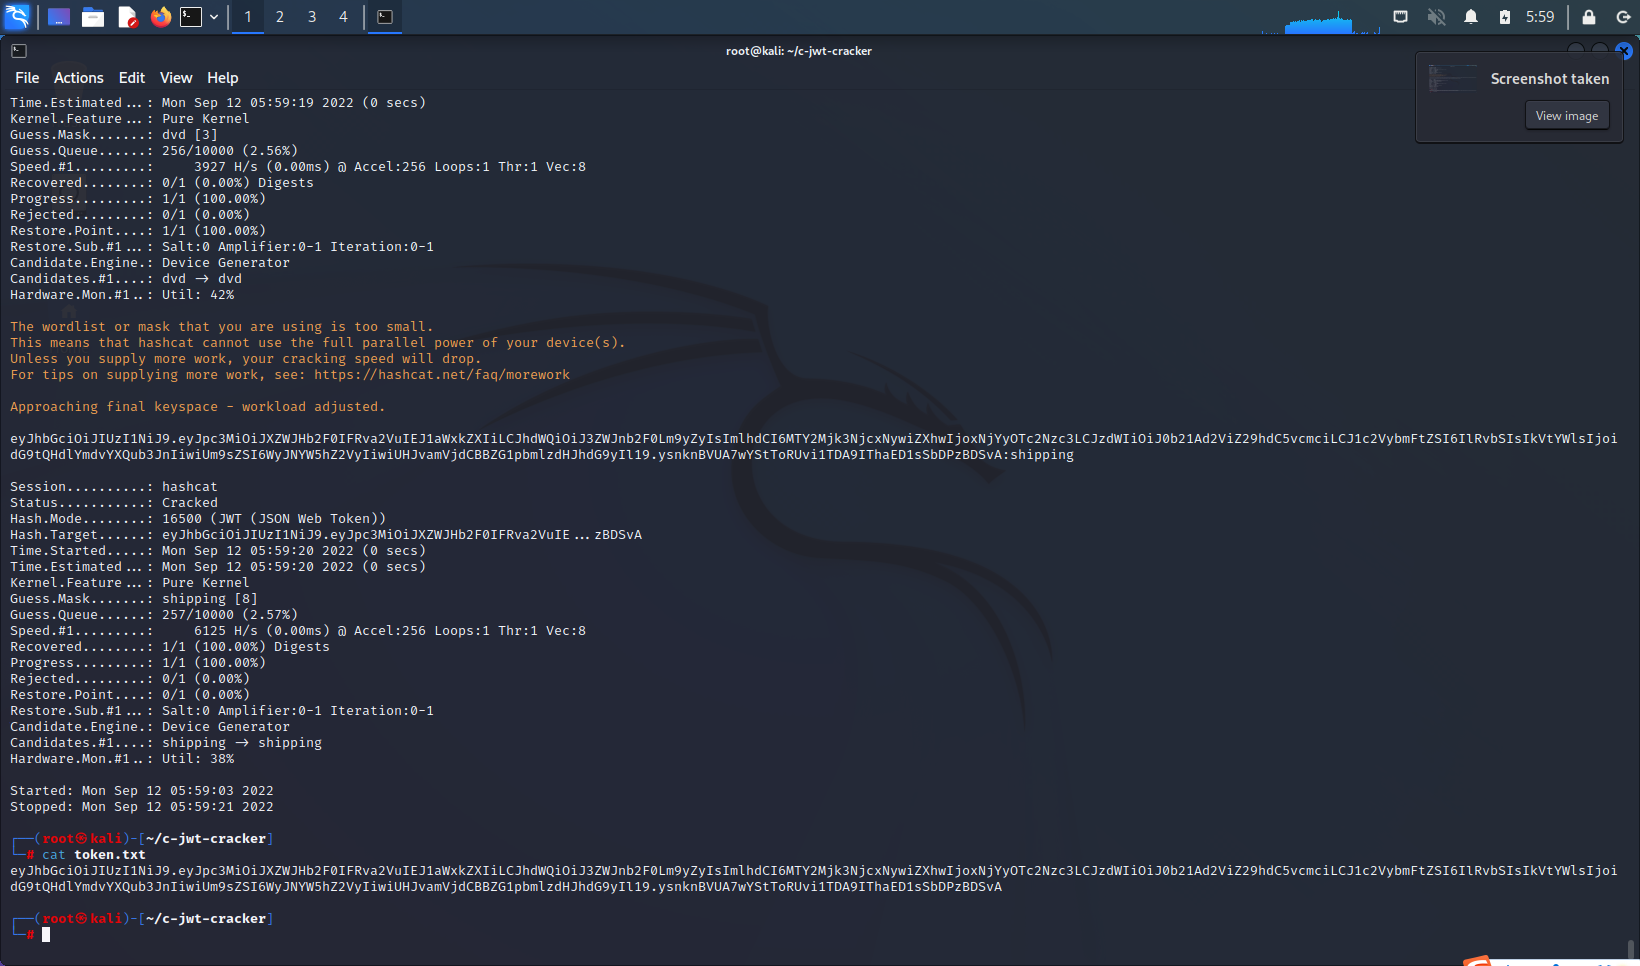 1 2 3 4 5:59
root@kali: ~/c-jwt-cracker
File Actions Edit View Help
Screenshot taken
View image
Time.Estimated...: Mon Sep 12 05:59:19 2022 (0 secs)
Kernel.Feature...: Pure Kernel
Guess.Mask.......: dvd [3]
Guess.Queue......: 256/10000 (2.56%)
Speed.#1.........:     3927 H/s (0.00ms) @ Accel:256 Loops:1 Thr:1 Vec:8
Recovered........: 0/1 (0.00%) Digests
Progress.........: 1/1 (100.00%)
Rejected.........: 0/1 (0.00%)
Restore.Point....: 1/1 (100.00%)
Restore.Sub.#1...: Salt:0 Amplifier:0-1 Iteration:0-1
Candidate.Engine.: Device Generator
Candidates.#1....: dvd -> dvd
Hardware.Mon.#1..: Util: 42%
The wordlist or mask that you are using is too small.
This means that hashcat cannot use the full parallel power of your device(s).
Unless you supply more work, your cracking speed will drop.
For tips on supplying more work, see: https://hashcat.net/faq/morework
Approaching final keyspace - workload adjusted.
eyJhbGciOiJIUzI1NiJ9.eyJpc3MiOiJXZWJHb2F0IFRva2VuIEJ1aWxkZXIiLCJhdWQiOiJ3ZWJnb2F0Lm9yZyIsImlhdCI6MTY2Mjk3NjcxNywiZXhwIjoxNjYyOTc2Nzc3LCJzdWIiOiJ0b21Ad2ViZ29hdC5vcmciLCJ1c2VybmFtZSI6IlRvbSIsIkVtYWlsIjoi
dG9tQHdlYmdvYXQub3JnIiwiUm9sZSI6WyJNYW5hZ2VyIiwiUHJvamVjdCBBZG1pbmlzdHJhdG9yIl19.ysnknBVUA7wYStToRUvi1TDA9IThaED1sSbDPzBDSvA:shipping
Session..........: hashcat
Status...........: Cracked
Hash.Mode........: 16500 (JWT (JSON Web Token))
Hash.Target......: eyJhbGciOiJIUzI1NiJ9.eyJpc3MiOiJXZWJHb2F0IFRva2VuIE...zBDSvA
Time.Started.....: Mon Sep 12 05:59:20 2022 (0 secs)
Time.Estimated...: Mon Sep 12 05:59:20 2022 (0 secs)
Kernel.Feature...: Pure Kernel
Guess.Mask.......: shipping [8]
Guess.Queue......: 257/10000 (2.57%)
Speed.#1.........:     6125 H/s (0.00ms) @ Accel:256 Loops:1 Thr:1 Vec:8
Recovered........: 1/1 (100.00%) Digests
Progress.........: 1/1 (100.00%)
Rejected.........: 0/1 (0.00%)
Restore.Point....: 0/1 (0.00%)
Restore.Sub.#1...: Salt:0 Amplifier:0-1 Iteration:0-1
Candidate.Engine.: Device Generator
Candidates.#1....: shipping -> shipping
Hardware.Mon.#1..: Util: 38%
Started: Mon Sep 12 05:59:03 2022
Stopped: Mon Sep 12 05:59:21 2022
┌──(root㉿kali)-[~/c-jwt-cracker]
└─# cat token.txt
eyJhbGciOiJIUzI1NiJ9.eyJpc3MiOiJXZWJHb2F0IFRva2VuIEJ1aWxkZXIiLCJhdWQiOiJ3ZWJnb2F0Lm9yZyIsImlhdCI6MTY2Mjk3NjcxNywiZXhwIjoxNjYyOTc2Nzc3LCJzdWIiOiJ0b21Ad2ViZ29hdC5vcmciLCJ1c2VybmFtZSI6IlRvbSIsIkVtYWlsIjoi
dG9tQHdlYmdvYXQub3JnIiwiUm9sZSI6WyJNYW5hZ2VyIiwiUHJvamVjdCBBZG1pbmlzdHJhdG9yIl19.ysnknBVUA7wYStToRUvi1TDA9IThaED1sSbDPzBDSvA
┌──(root㉿kali)-[~/c-jwt-cracker]
└─#